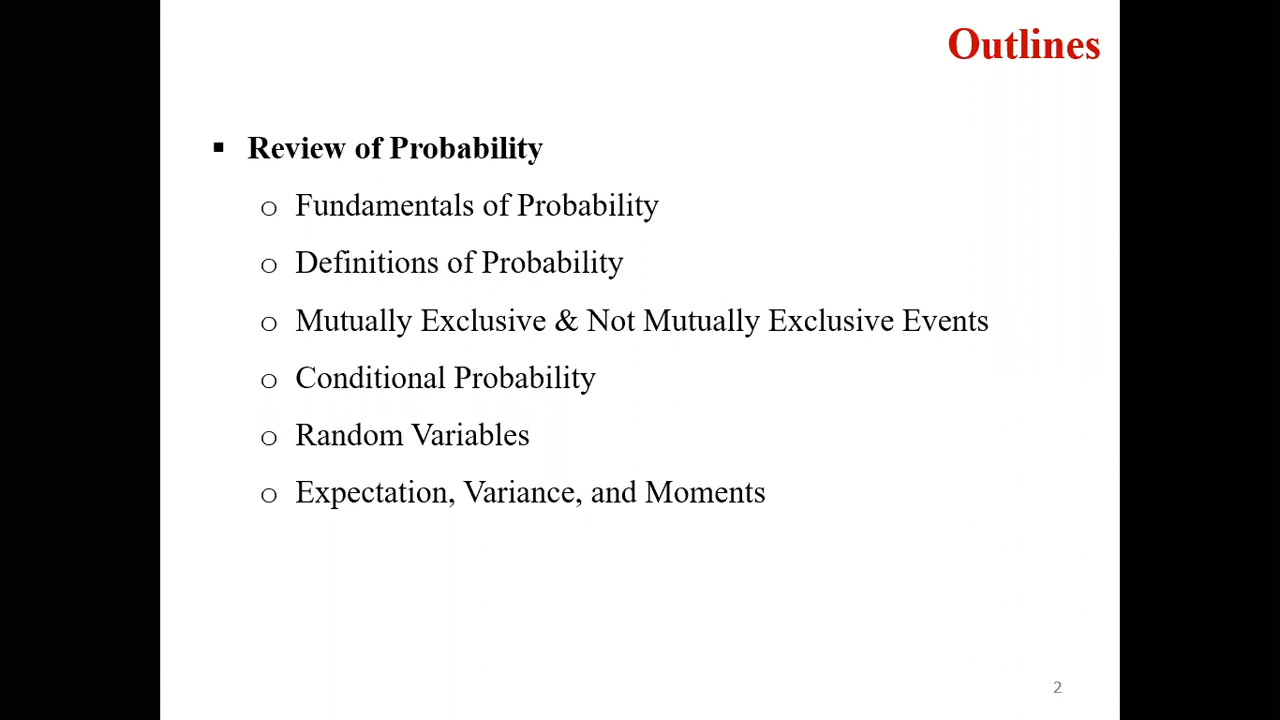 Outlines
▪ Review of Probability
o Fundamentals of Probability
o Definitions of Probability
o Mutually Exclusive & Not Mutually Exclusive Events
o Conditional Probability
o Random Variables
o Expectation, Variance, and Moments
2